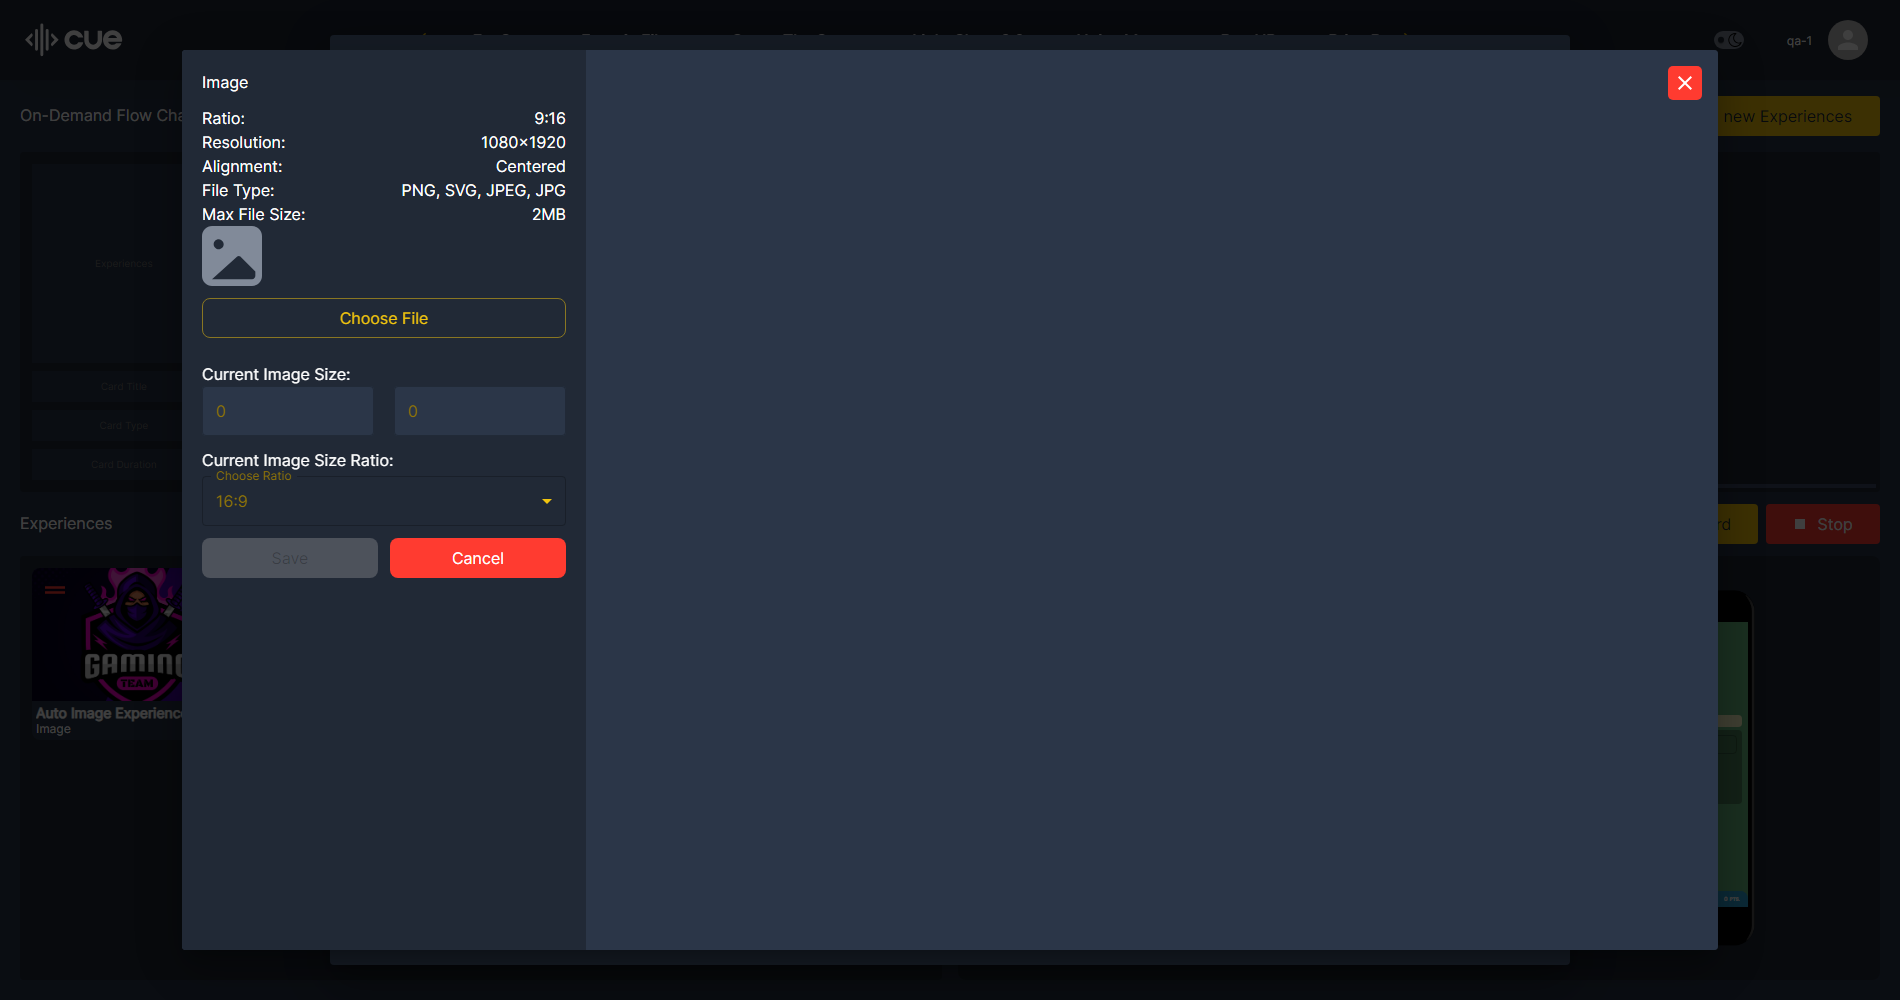 cue
qa-1
On-Demand Flow Cha
new Experiences
Image
Ratio: 9:16
Resolution: 1080×1920
Alignment: Centered
File Type: PNG, SVG, JPEG, JPG
Max File Size: 2MB
Choose File
Current Image Size:
0 0
Current Image Size Ratio:
Choose Ratio
16:9
Save Cancel
Experiences
Card Title
Card Type
Card Duration
Experiences
rd Stop
GAMING
TEAM
Auto Image Experience
Image